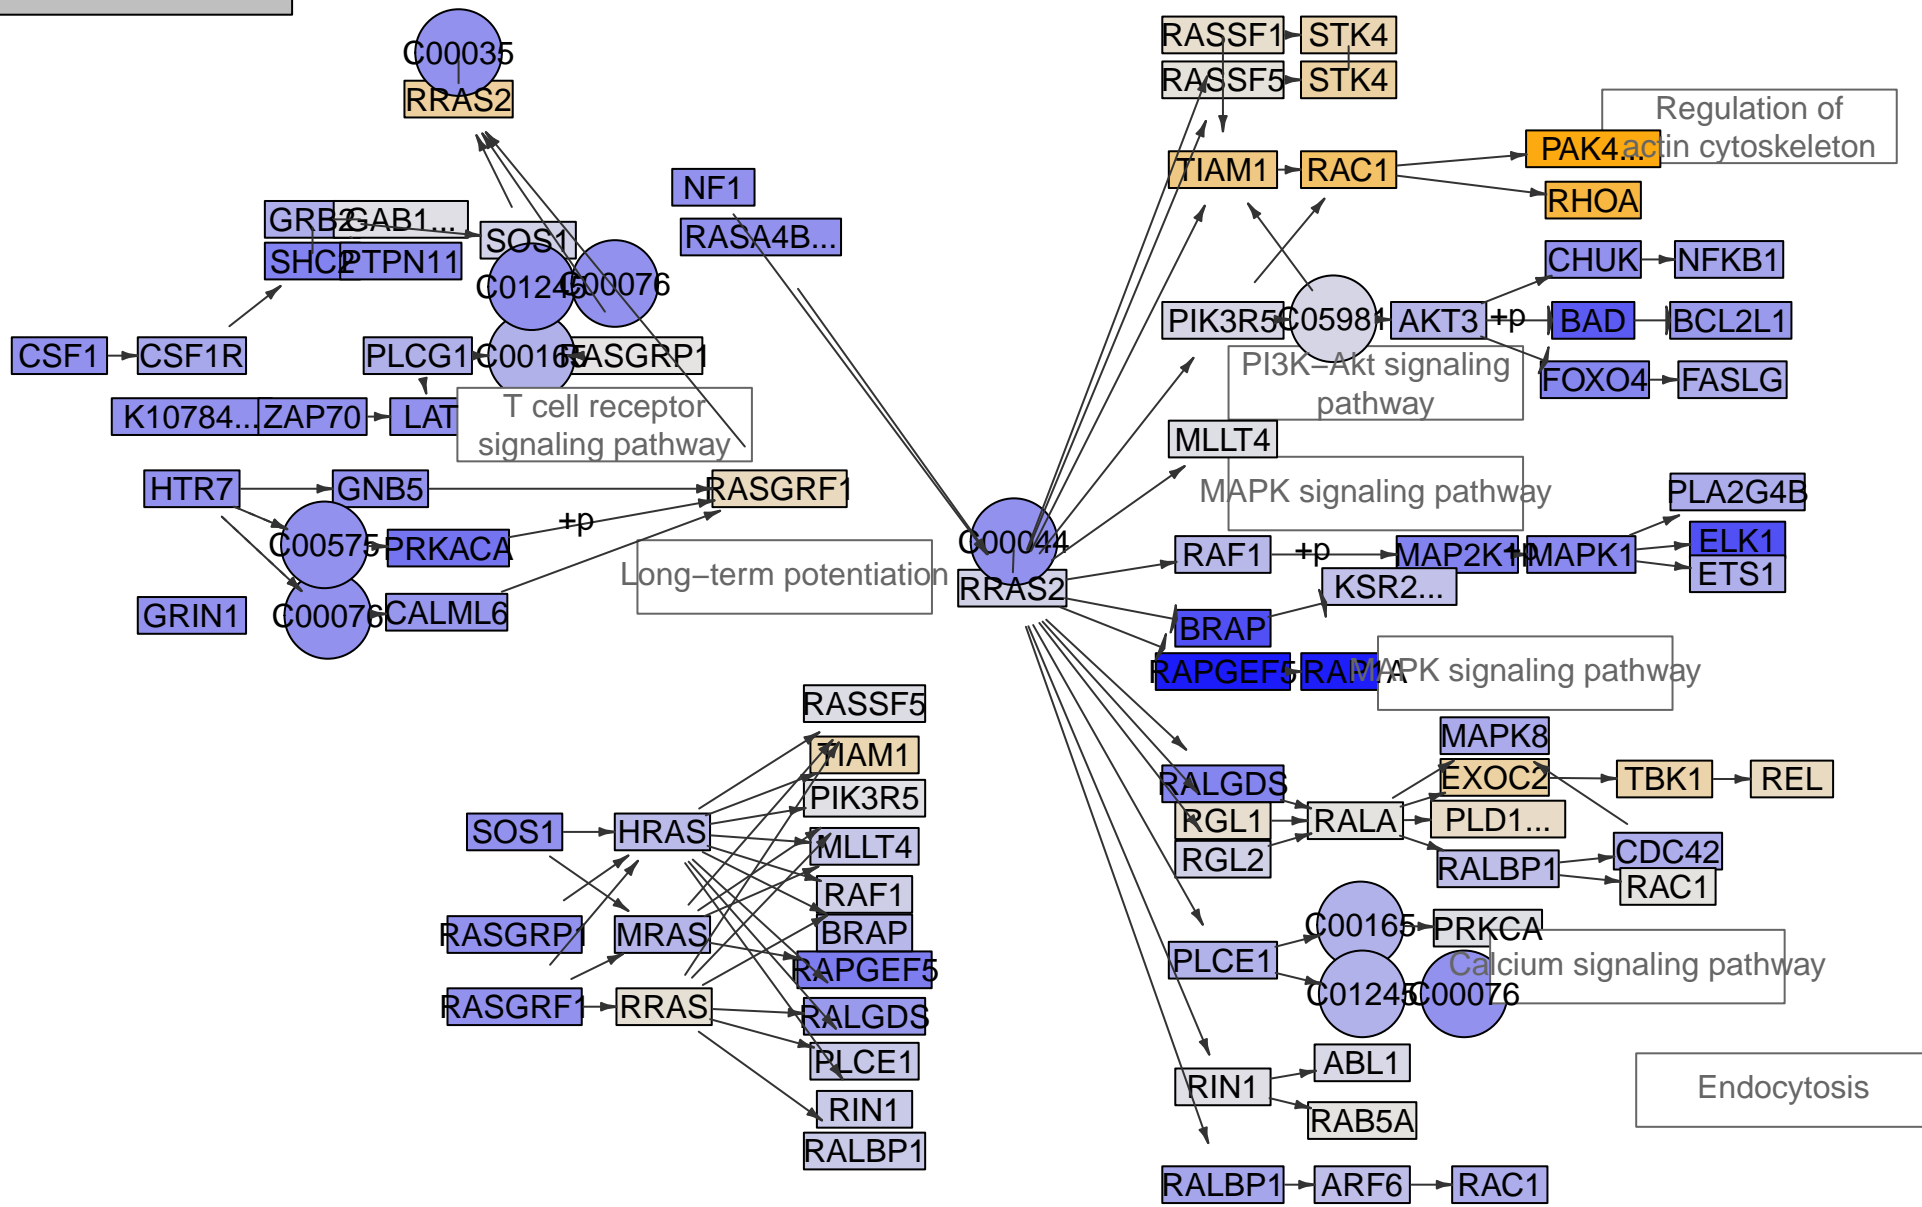 C00035
RRAS2
NF1
RASA4B...
GRB2
GAB1...
SHC2
PTPN11
SOS1
C01245
C00076
CSF1
CSF1R
PLCG1
C00165
RASGRP1
K10784...
ZAP70
LAT
T cell receptor
signaling pathway
HTR7
GNB5
RASGRF1
C00575
PRKACA
+p
GRIN1
C00076
CALML6
Long−term potentiation
C00044
RRAS2
RASSF1
STK4
RASSF5
STK4
Regulation of
actin cytoskeleton
TIAM1
RAC1
PAK4...
RHOA
PIK3R5
C05981
AKT3
+p
CHUK
NFKB1
BAD
BCL2L1
FOXO4
FASLG
PI3K−Akt signaling
pathway
MLLT4
MAPK signaling pathway
RAF1
+p
MAP2K1
+p
MAPK1
PLA2G4B
ELK1
ETS1
KSR2...
BRAP
RAPGEF5
RAP1A
MAPK signaling pathway
RASSF5
TIAM1
PIK3R5
MLLT4
RAF1
BRAP
RAPGEF5
RALGDS
PLCE1
RIN1
RALBP1
SOS1
HRAS
RASGRP1
MRAS
RASGRF1
RRAS
RALGDS
RGL1
RGL2
RALA
MAPK8
EXOC2
PLD1...
RALBP1
TBK1
REL
CDC42
RAC1
PLCE1
C00165
PRKCA
C01245
C00076
Calcium signaling pathway
RIN1
ABL1
RAB5A
Endocytosis
RALBP1
ARF6
RAC1